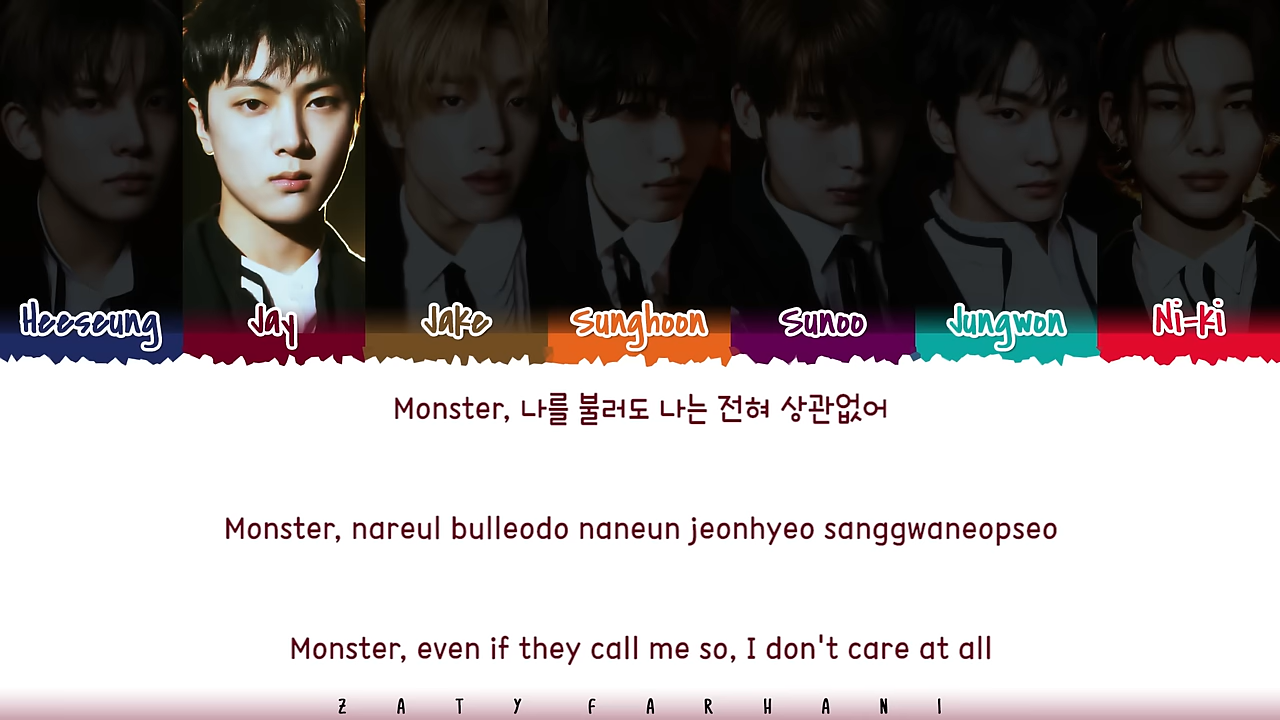 Heeseung Jay Jake Sunghoon Sunoo Jungwon Ni-ki
Monster, 나를 불러도 나는 전혀 상관없어
Monster, nareul bulleodo naneun jeonhyeo sanggwaneopseo
Monster, even if they call me so, I don't care at all
ZATY FARHANI